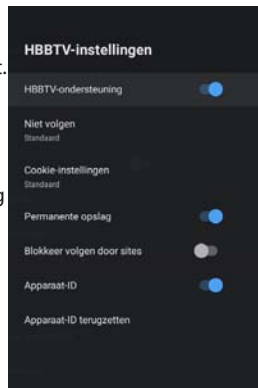 HBBTV-instellingen
t.
HBBTV-ondersteuning
Niet volgen
Standaard
Cookie-instellingen
Standaard
g
Permanente opslag
Blokkeer volgen door sites
Apparaat-ID
Apparaat-ID terugzetten